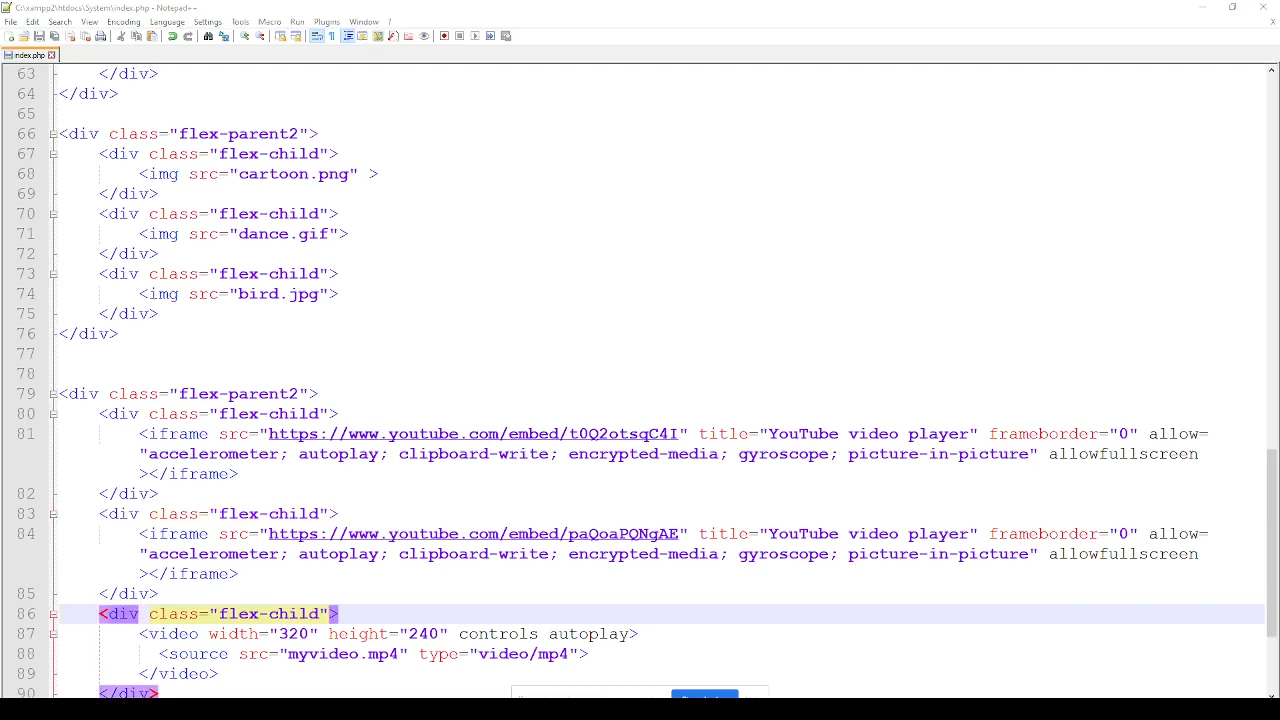 C:\xampp2\htdocs\System\index.php - Notepad++
File Edit Search View Encoding Language Settings Tools Macro Run Plugins Window ?
index.php
63 </div>
64 </div>
65
66 <div class="flex-parent2">
67 <div class="flex-child">
68 <img src="cartoon.png" >
69 </div>
70 <div class="flex-child">
71 <img src="dance.gif">
72 </div>
73 <div class="flex-child">
74 <img src="bird.jpg">
75 </div>
76 </div>
77
78
79 <div class="flex-parent2">
80 <div class="flex-child">
81 <iframe src="https://www.youtube.com/embed/t0Q2otsqC4I" title="YouTube video player" frameborder="0" allow=
"accelerometer; autoplay; clipboard-write; encrypted-media; gyroscope; picture-in-picture" allowfullscreen
></iframe>
82 </div>
83 <div class="flex-child">
84 <iframe src="https://www.youtube.com/embed/paQoaPQNgAE" title="YouTube video player" frameborder="0" allow=
"accelerometer; autoplay; clipboard-write; encrypted-media; gyroscope; picture-in-picture" allowfullscreen
></iframe>
85 </div>
86 <div class="flex-child">
87 <video width="320" height="240" controls autoplay>
88 <source src="myvideo.mp4" type="video/mp4">
89 </video>
90 </div>